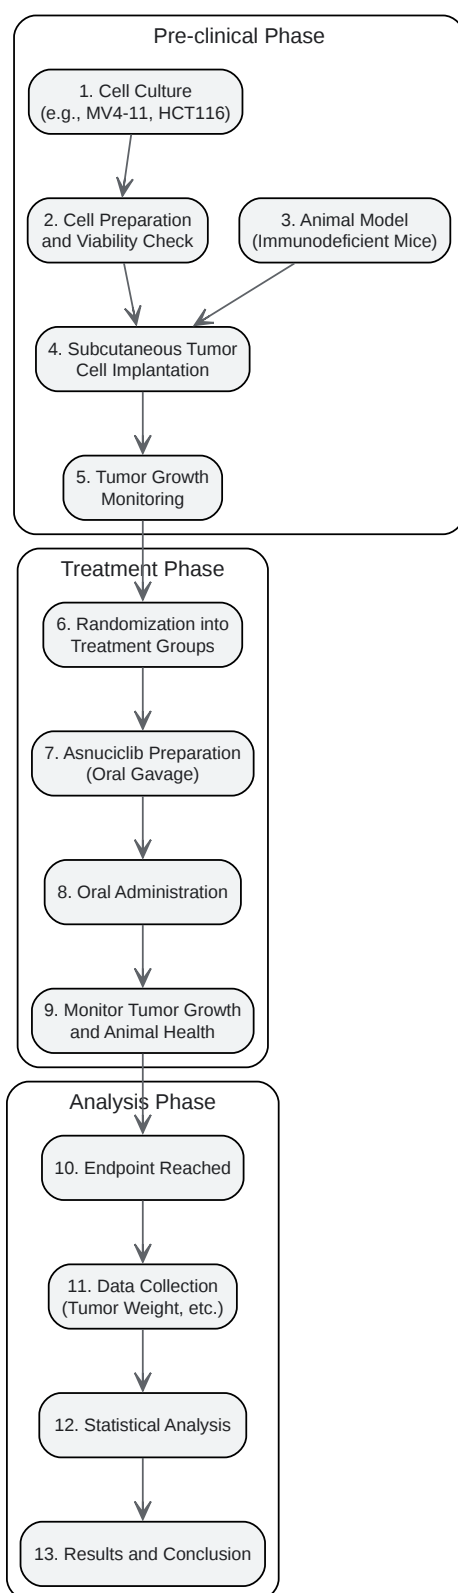 Pre-clinical Phase
1. Cell Culture
(e.g., MV4-11, HCT116)
2. Cell Preparation
and Viability Check
3. Animal Model
(Immunodeficient Mice)
4. Subcutaneous Tumor
Cell Implantation
5. Tumor Growth
Monitoring
Treatment Phase
6. Randomization into
Treatment Groups
7. Asnuciclib Preparation
(Oral Gavage)
8. Oral Administration
9. Monitor Tumor Growth
and Animal Health
Analysis Phase
10. Endpoint Reached
11. Data Collection
(Tumor Weight, etc.)
12. Statistical Analysis
13. Results and Conclusion